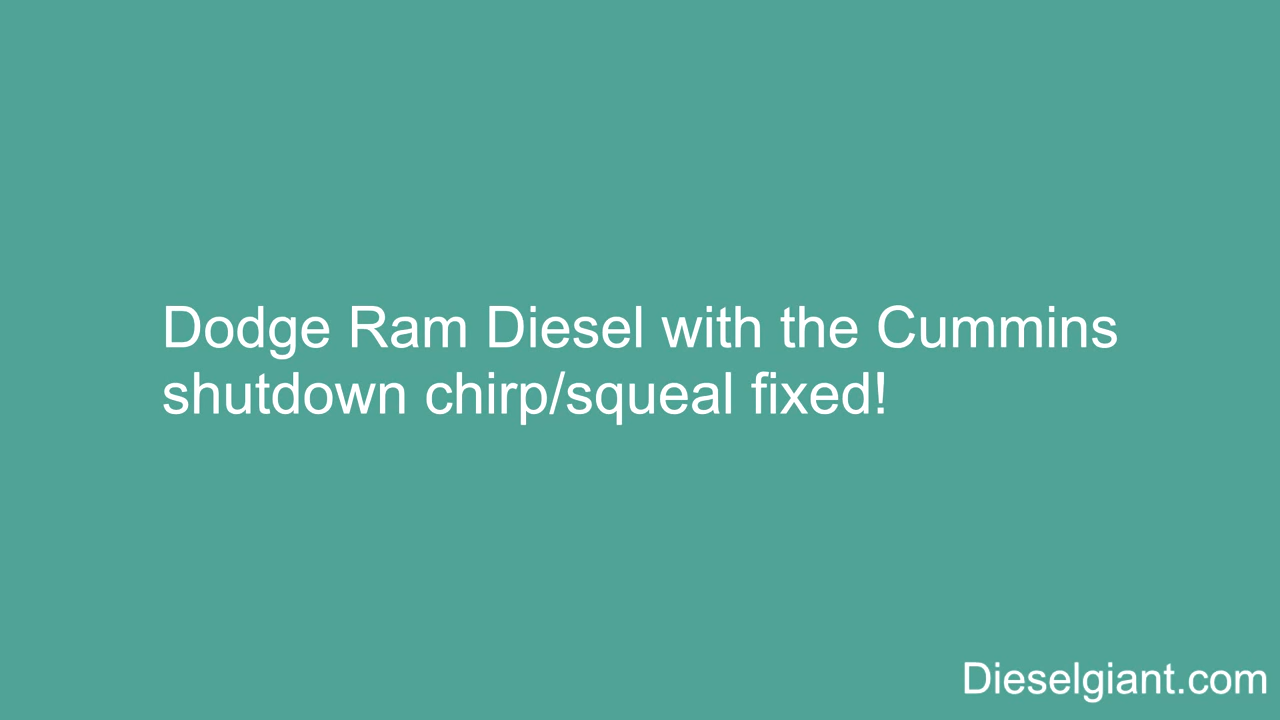 Dodge Ram Diesel with the Cummins
shutdown chirp/squeal fixed!
Dieselgiant.com